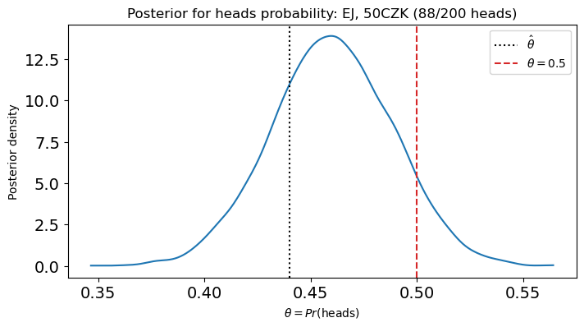 Posterior for heads probability: EJ, 50CZK (88/200 heads)
Posterior density
12.5
10.0
7.5
5.0
2.5
0.0
θ̂
θ = 0.5
0.35
0.40
0.45
0.50
0.55
θ = Pr(heads)